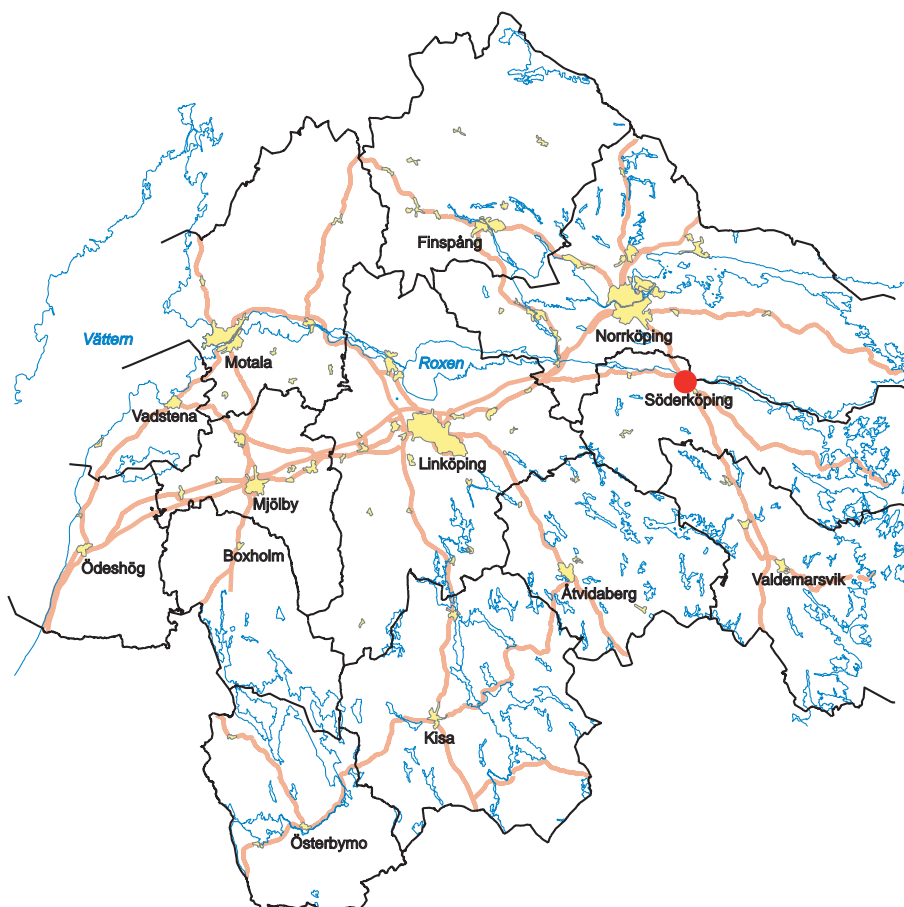 Finspång
Norrköping
Vättern
Motala
Roxen
Söderköping
Vadstena
Linköping
Mjölby
Boxholm
Ödeshög
Åtvidaberg
Valdemarsvik
Kisa
Österbymo